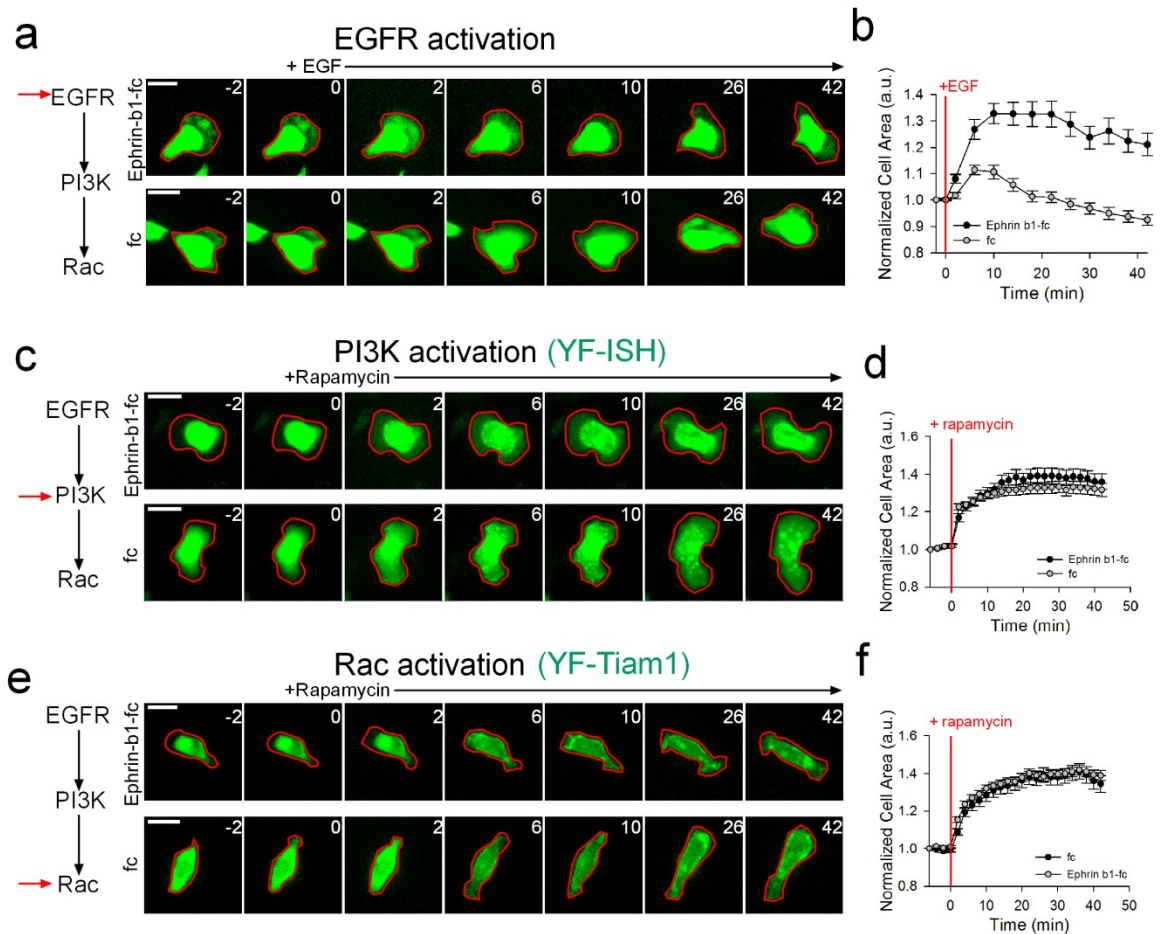 a
EGFR activation
+ EGF
EGFR
PI3K
Rac
Ephrin-b1-fc
-2 0 2 6 10 26 42
fc
b
+EGF
Normalized Cell Area (a.u.)
1.4
1.3
1.2
1.1
1.0
0.9
0.8
Ephrin b1-fc
fc
0 10 20 30 40
Time (min)
c
PI3K activation (YF-ISH)
+Rapamycin
EGFR
PI3K
Rac
Ephrin-b1-fc
-2 0 2 6 10 26 42
fc
-2 0 2 6 10 26 42
d
+ rapamycin
Normalized Cell Area (a.u.)
1.6
1.4
1.2
1.0
0.8
Ephrin b1-fc
fc
0 10 20 30 40 50
Time (min)
e
Rac activation (YF-Tiam1)
+Rapamycin
EGFR
PI3K
Rac
Ephrin-b1-fc
-2 0 2 6 10 26 42
fc
-2 0 2 6 10 26 42
f
+ rapamycin
Normalized Cell Area (a.u.)
1.6
1.4
1.2
1.0
0.8
fc
Ephrin b1-fc
0 10 20 30 40 50
Time (min)